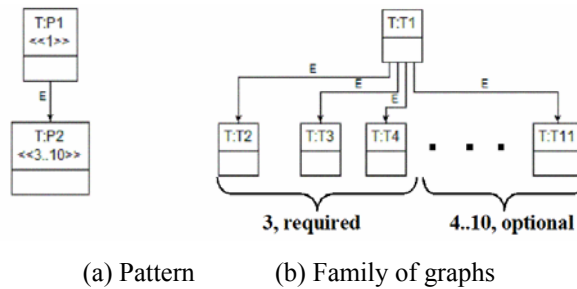 T:P1
<<1>>
E
T:P2
<<3..10>>
T:T1
E
E
E
E
T:T2
T:T3
T:T4
. . .
T:T11
3, required
4..10, optional
(a) Pattern
(b) Family of graphs